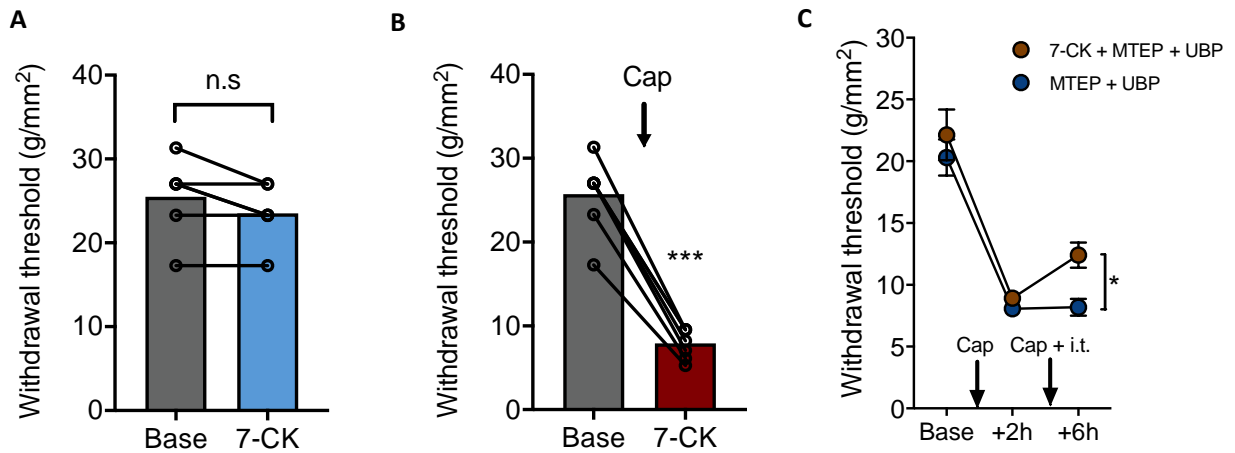 A
Withdrawal threshold (g/mm²)
40
30
20
10
0
n.s
Base
7-CK
B
Withdrawal threshold (g/mm²)
40
30
20
10
0
Cap
***
Base
7-CK
C
Withdrawal threshold (g/mm²)
30
25
20
15
10
5
0
7-CK + MTEP + UBP
MTEP + UBP
*
Cap
Cap + i.t.
Base
+2h
+6h